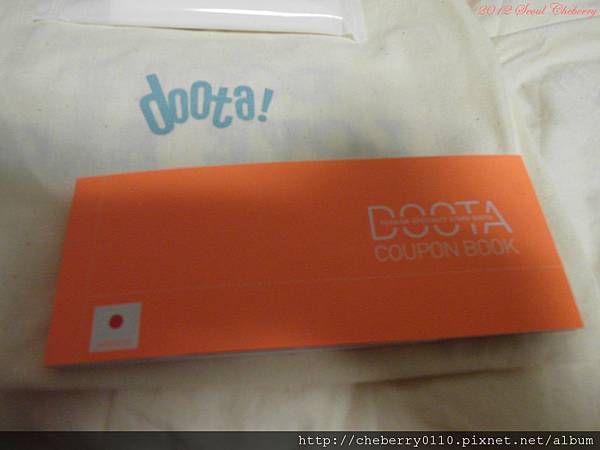 2012 Seoul Cheberry
doota!
DOOTA
COUPON BOOK
http://cheberry0110.pixnet.net/album